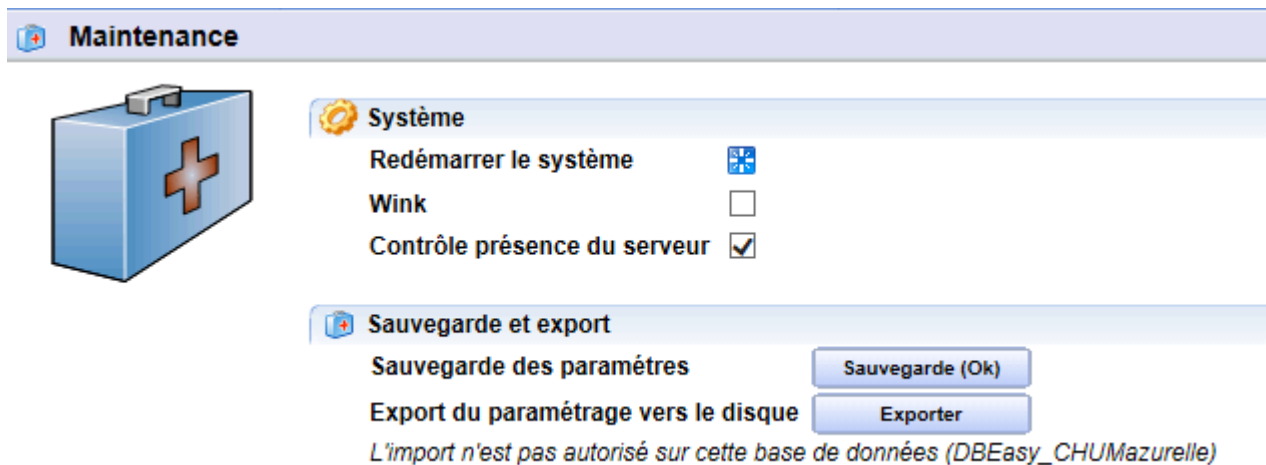 Maintenance
Système
Redémarrer le système
Wink
Contrôle présence du serveur
Sauvegarde et export
Sauvegarde des paramétres Sauvegarde (Ok)
Export du paramétrage vers le disque Exporter
L'import n'est pas autorisé sur cette base de données (DBEasy_CHUMazurelle)